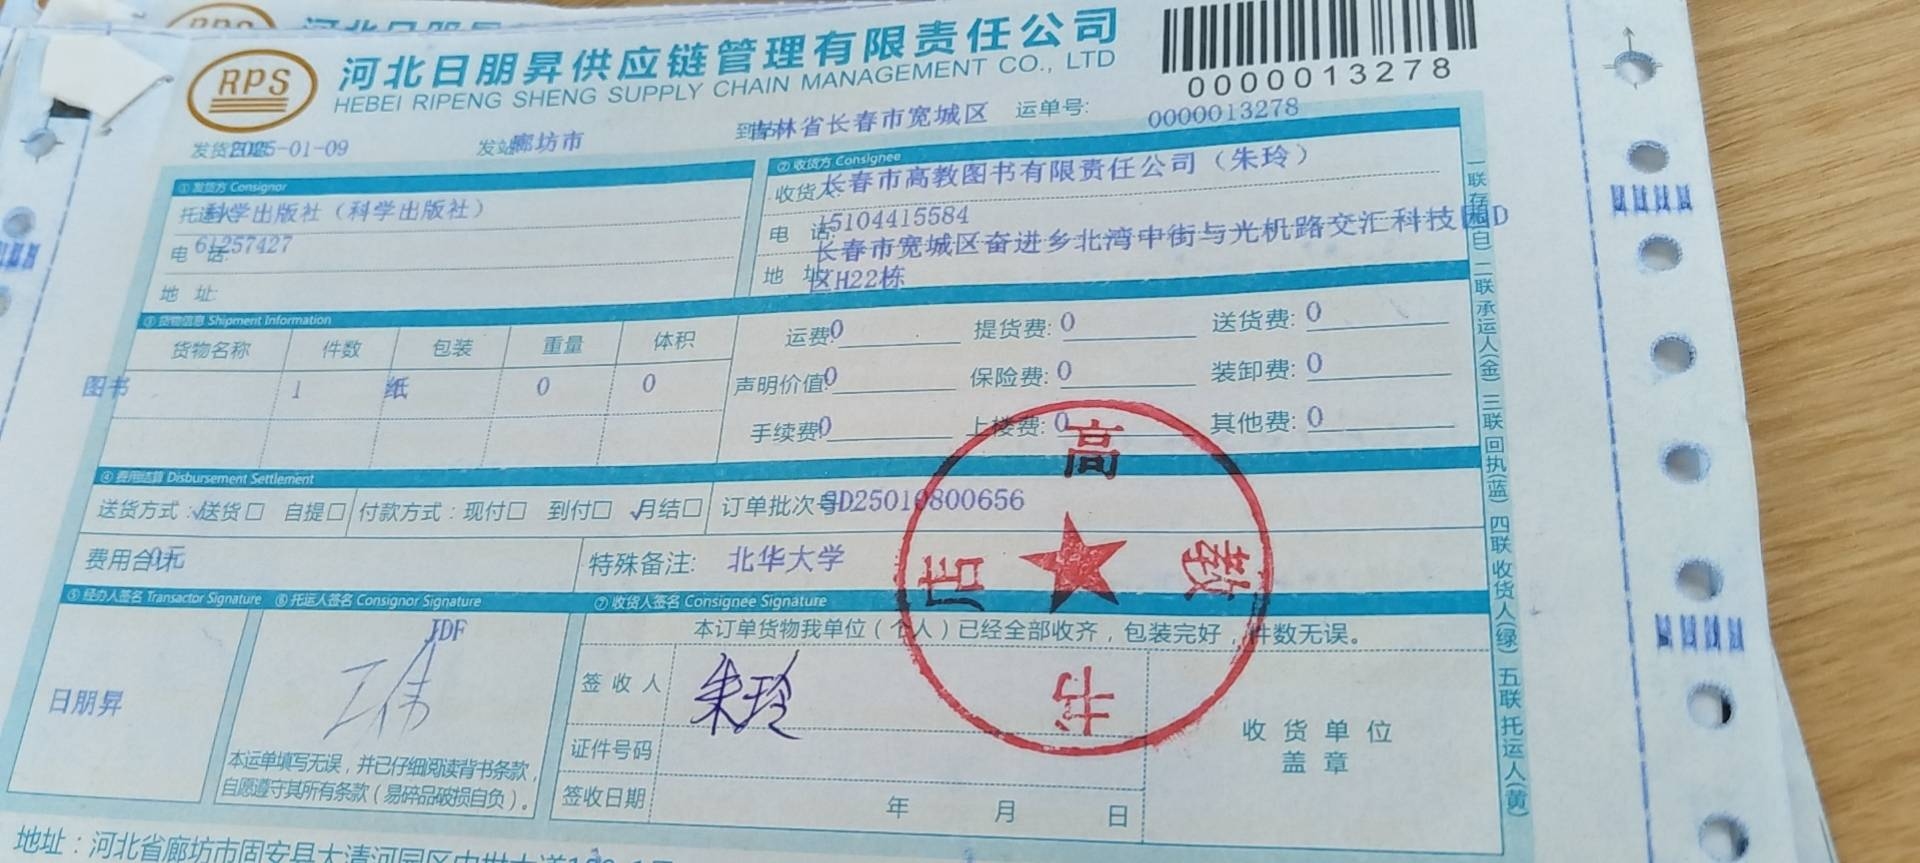 RPS
河北日朋昇供应链管理有限责任公司
HEBEI RIPENG SHENG SUPPLY CHAIN MANAGEMENT CO., LTD
0000013278
发货日期 2025-01-09 发站 廊坊市 到站 吉林省长春市宽城区 运单号: 0000013278
① 发货方 Consignor
托运人 科学出版社（科学出版社）
电 话: 61257427
地 址:
② 收货方 Consignee
收货人 长春市高教图书有限责任公司（朱玲）
电 话: 15104415584
地 址: 长春市宽城区奋进乡北湾中街与光机路交汇科技园D
区H22栋
③ 货物信息 Shipment Information
货物名称 件数 包装 重量 体积
图书 1 纸 0 0
运费: 0 提货费: 0 送货费: 0
声明价值: 0 保险费: 0 装卸费: 0
手续费: 0 上楼费: 0 其他费: 0
④ 费用结算 Disbursement Settlement
送货方式: √送货□ 自提□ 付款方式: 现付□ 到付□ √月结□ 订单批次号 D25010800656
费用合计: 0元 特殊备注: 北华大学
⑤ 经办人签名 Transactor Signature ⑥ 托运人签名 Consignor Signature ⑦ 收货人签名 Consignee Signature
日朋昇
JDF
本运单填写无误，并已仔细阅读背书条款，
自愿遵守其所有条款（易碎品破损自负）。
本订单货物我单位（个人）已经全部收齐，包装完好，件数无误。
签 收 人 朱玲
证件号码
签收日期 年 月 日
收 货 单 位
盖 章
高教书店
一联存根(白) 二联承运人(金) 三联回执(蓝) 四联收货人(绿) 五联托运人(黄)
地址：河北省廊坊市固安县大清河园区